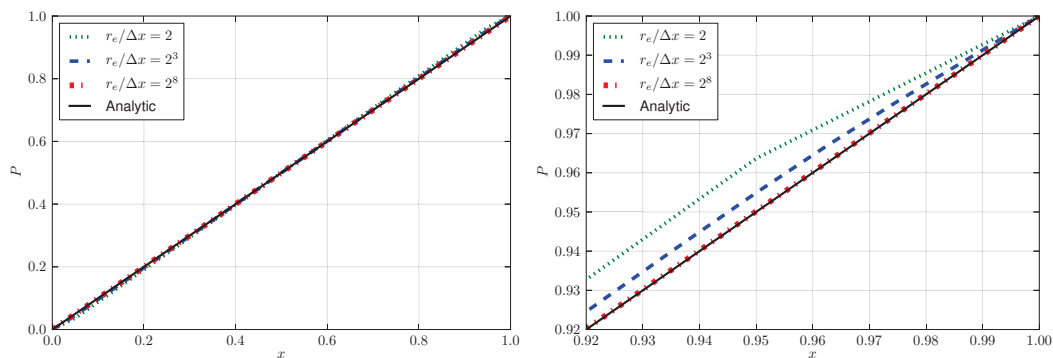 1.0
0.8
0.6
0.4
0.2
0.0
P
r_e/Δx = 2
r_e/Δx = 2^3
r_e/Δx = 2^8
Analytic
0.0 0.2 0.4 0.6 0.8 1.0
x
1.00
0.99
0.98
0.97
0.96
0.95
0.94
0.93
0.92
P
r_e/Δx = 2
r_e/Δx = 2^3
r_e/Δx = 2^8
Analytic
0.92 0.93 0.94 0.95 0.96 0.97 0.98 0.99 1.00
x